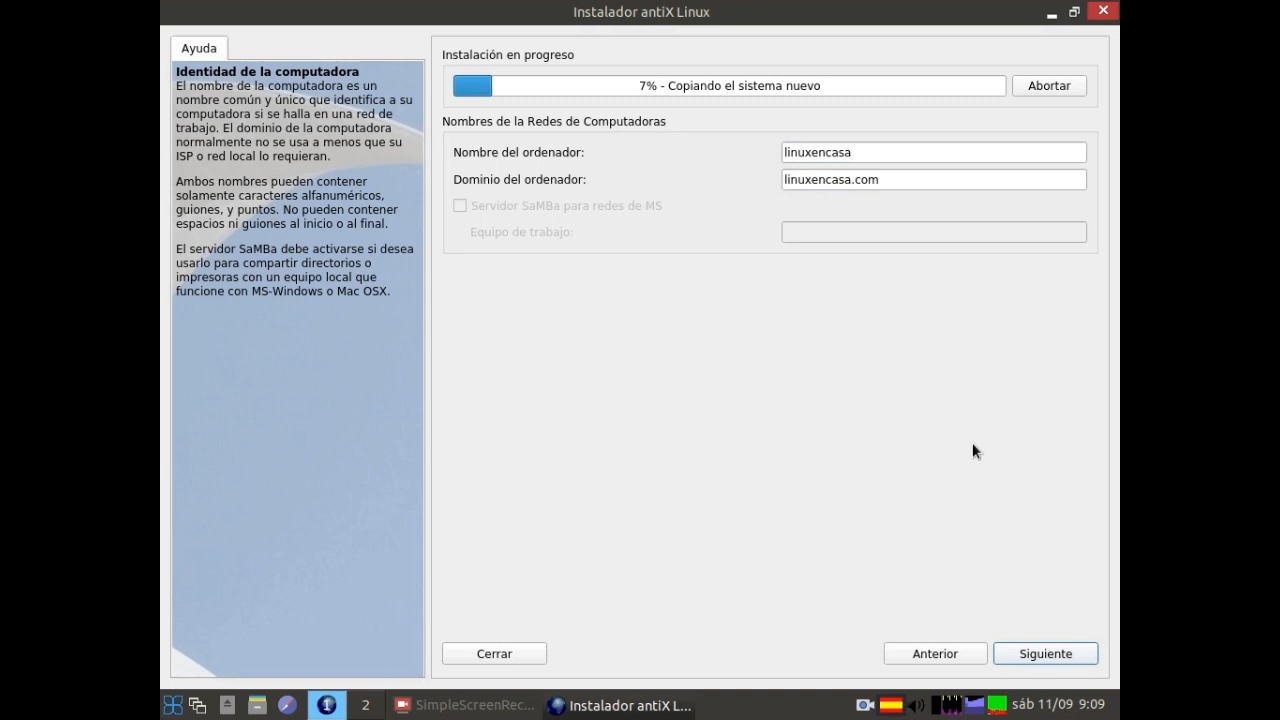 Instalador antiX Linux
Ayuda
Identidad de la computadora
El nombre de la computadora es un
nombre común y único que identifica a su
computadora si se halla en una red de
trabajo. El dominio de la computadora
normalmente no se usa a menos que su
ISP o red local lo requieran.
Ambos nombres pueden contener
solamente caracteres alfanuméricos,
guiones, y puntos. No pueden contener
espacios ni guiones al inicio o al final.
El servidor SaMBa debe activarse si desea
usarlo para compartir directorios o
impresoras con un equipo local que
funcione con MS-Windows o Mac OSX.
Instalación en progreso
7% - Copiando el sistema nuevo
Abortar
Nombres de la Redes de Computadoras
Nombre del ordenador:
linuxencasa
Dominio del ordenador:
linuxencasa.com
Servidor SaMBa para redes de MS
Equipo de trabajo:
Cerrar
Anterior
Siguiente
1
2
SimpleScreenRec...
Instalador antiX L...
sáb 11/09 9:09